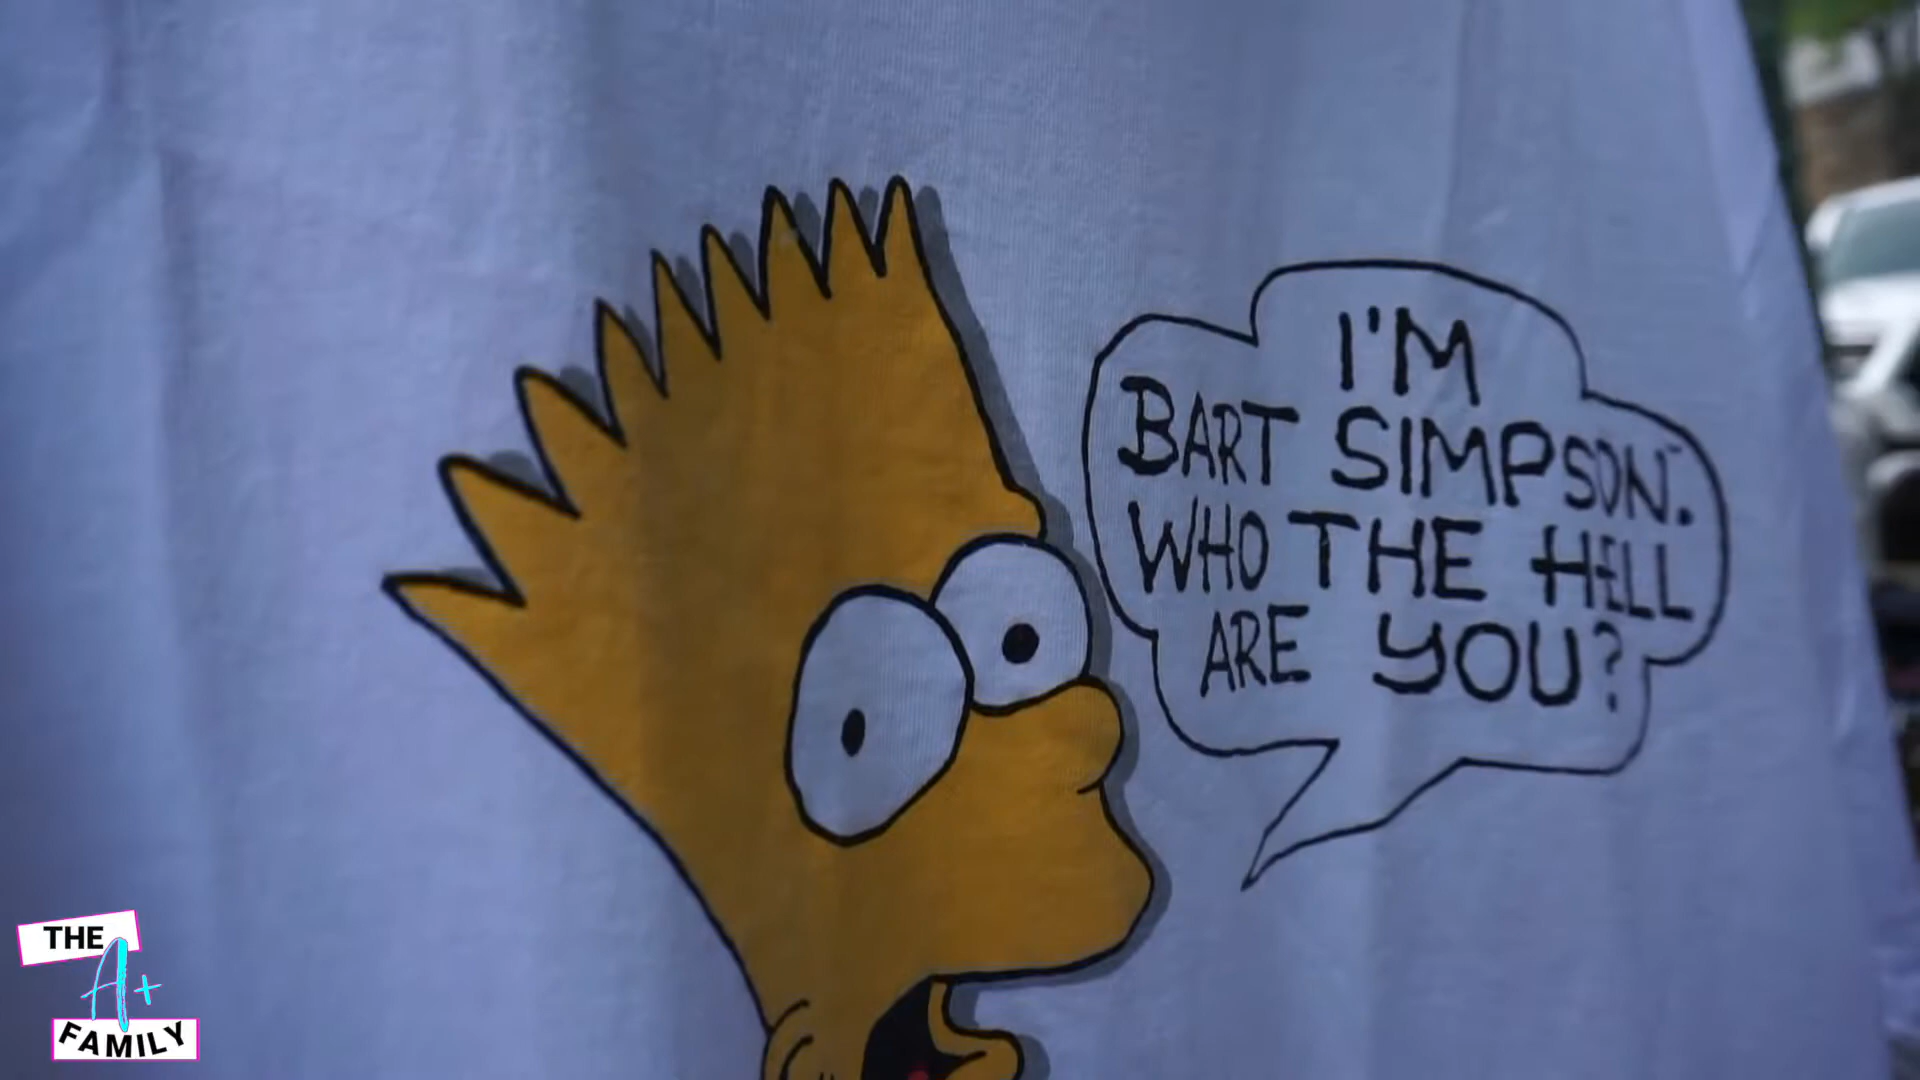 I'M
BART SIMPSON.
WHO THE HELL
ARE YOU?
THE
A+
FAMILY